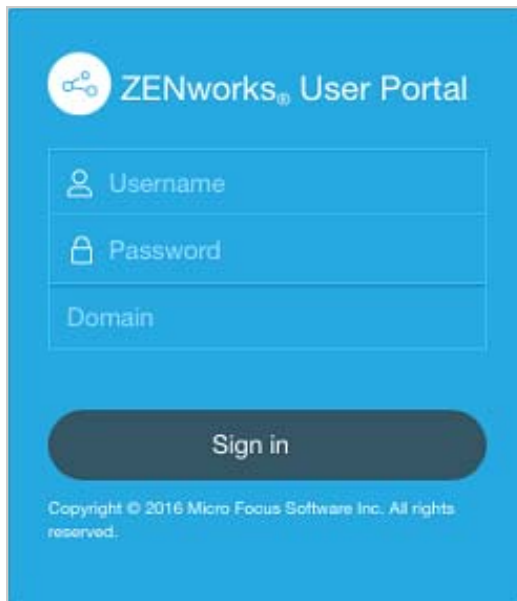 ZENworks® User Portal
Username
Password
Domain
Sign in
Copyright © 2016 Micro Focus Software Inc. All rights
reserved.